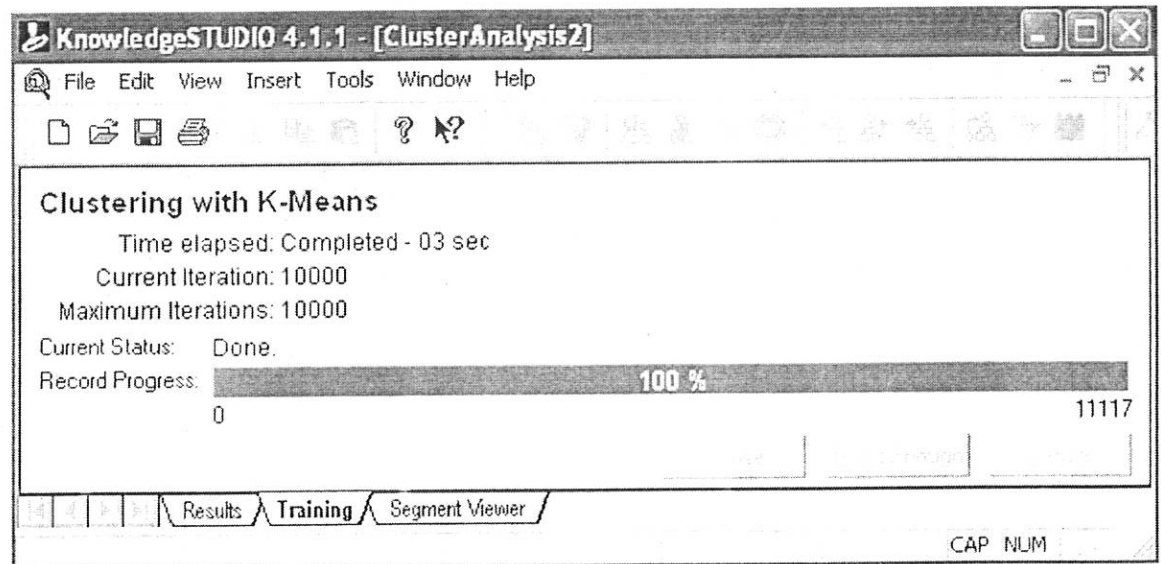 KnowledgeSTUDIO 4.1.1 - [ClusterAnalysis2]
File Edit View Insert Tools Window Help
Clustering with K-Means
Time elapsed: Completed - 03 sec
Current Iteration: 10000
Maximum Iterations: 10000
Current Status: Done.
Record Progress: 100 %
0 11117
Results Training Segment Viewer
CAP NUM